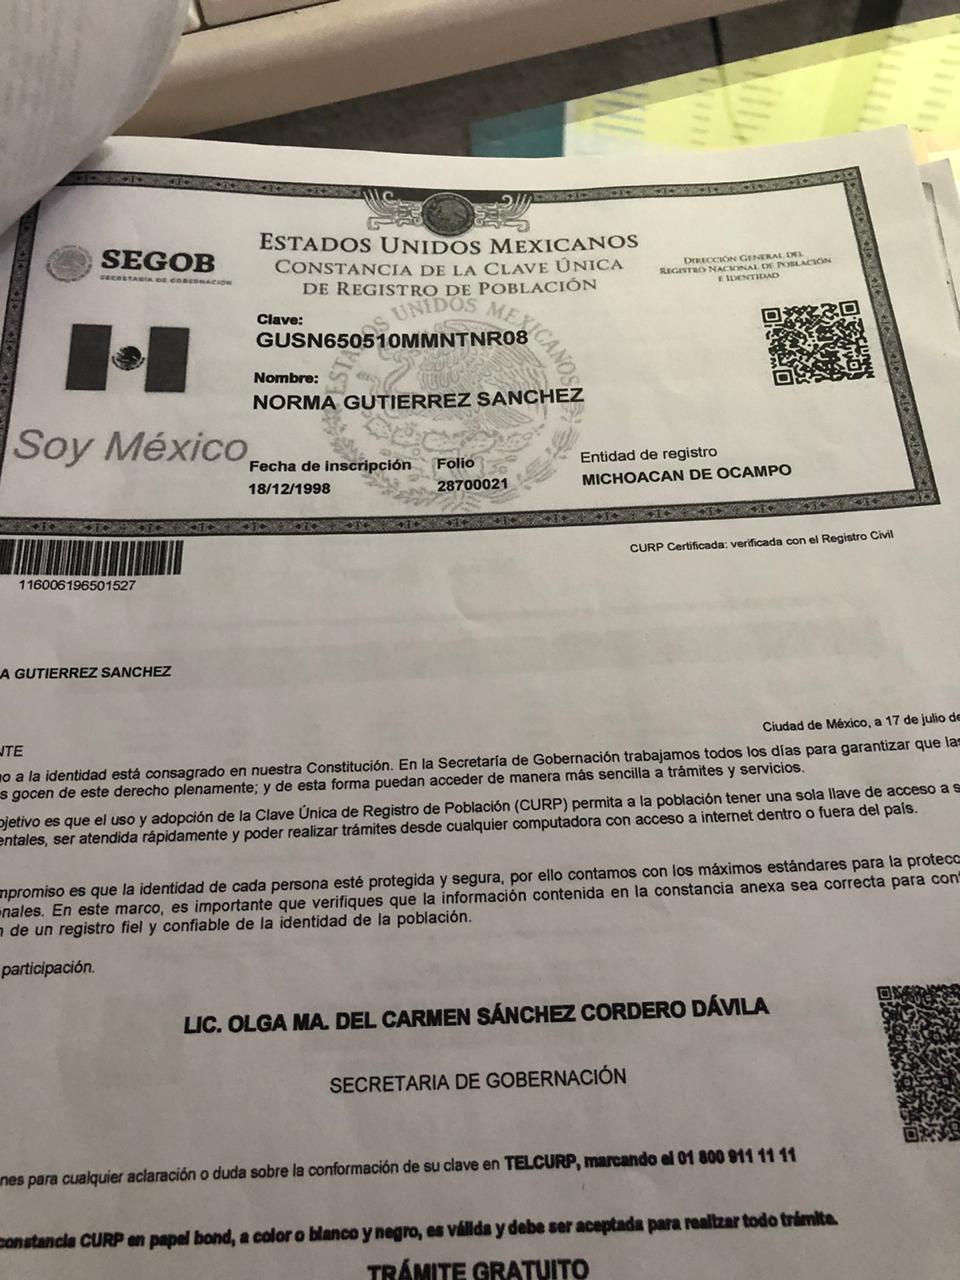 ESTADOS UNIDOS MEXICANOS
CONSTANCIA DE LA CLAVE ÚNICA
DE REGISTRO DE POBLACIÓN
SEGOB
SECRETARÍA DE GOBERNACIÓN
DIRECCIÓN GENERAL DEL
REGISTRO NACIONAL DE POBLACIÓN
E IDENTIDAD
ESTADOS UNIDOS MEXICANOS
Clave:
GUSN650510MMNTNR08
Nombre:
NORMA GUTIERREZ SANCHEZ
Soy México
Fecha de inscripción
18/12/1998
Folio
28700021
Entidad de registro
MICHOACAN DE OCAMPO
116006196501527
CURP Certificada: verificada con el Registro Civil
A GUTIERREZ SANCHEZ
Ciudad de México, a 17 de julio de
NTE
o a la identidad está consagrado en nuestra Constitución. En la Secretaría de Gobernación trabajamos todos los días para garantizar que las
s gocen de este derecho plenamente; y de esta forma puedan acceder de manera más sencilla a trámites y servicios.
jetivo es que el uso y adopción de la Clave Única de Registro de Población (CURP) permita a la población tener una sola llave de acceso a s
entales, ser atendida rápidamente y poder realizar trámites desde cualquier computadora con acceso a internet dentro o fuera del país.
mpromiso es que la identidad de cada persona esté protegida y segura, por ello contamos con los máximos estándares para la protecc
nales. En este marco, es importante que verifiques que la información contenida en la constancia anexa sea correcta para con
n de un registro fiel y confiable de la identidad de la población.
participación.
LIC. OLGA MA. DEL CARMEN SÁNCHEZ CORDERO DÁVILA
SECRETARIA DE GOBERNACIÓN
nes para cualquier aclaración o duda sobre la conformación de su clave en TELCURP, marcando el 01 800 911 11 11
constancia CURP en papel bond, a color o blanco y negro, es válida y debe ser aceptada para realizar todo trámite.
TRÁMITE GRATUITO